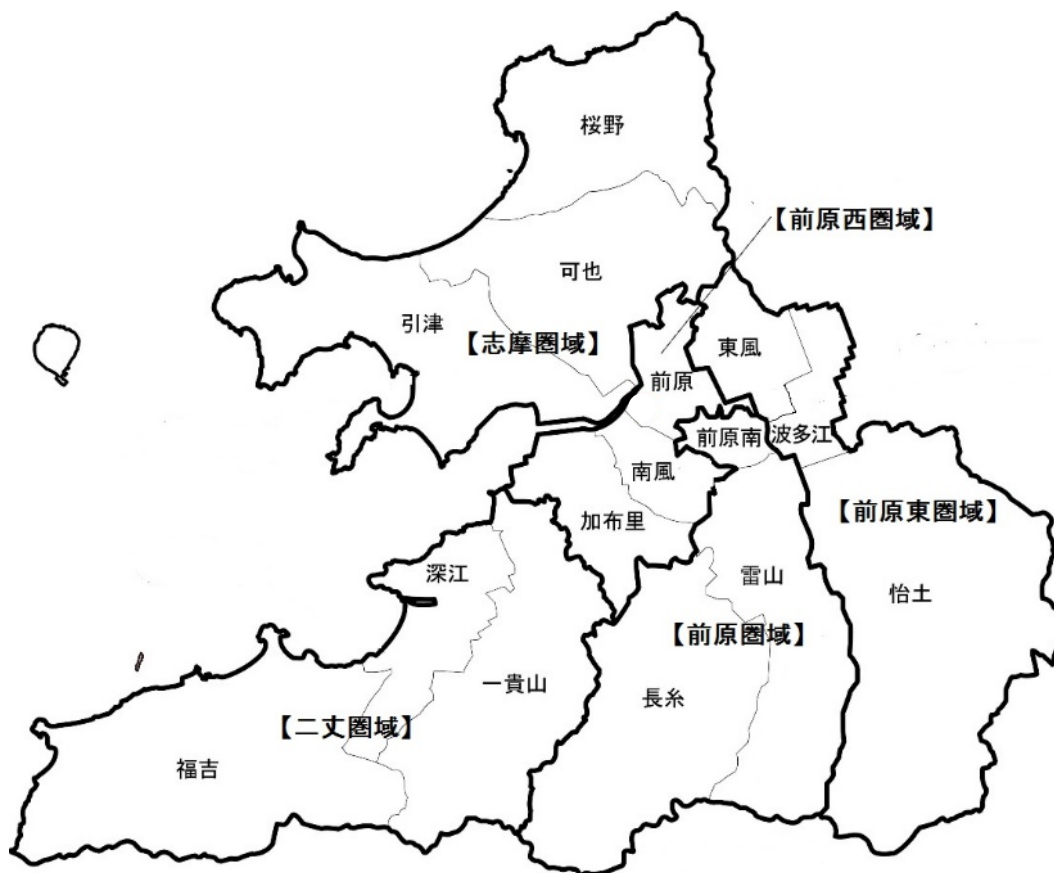 桜野
【前原西圏域】
可也
引津
【志摩圏域】
東風
前原
前原南
波多江
南風
加布里
【前原東圏域】
深江
雷山
怡土
【前原圏域】
一貴山
長糸
【二丈圏域】
福吉